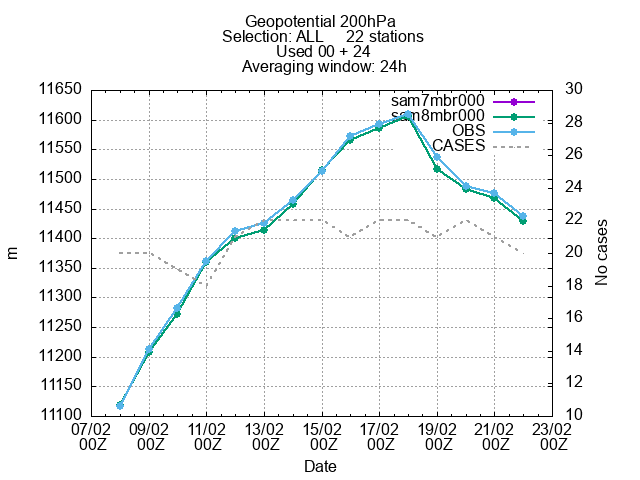 Geopotential 200hPa
Selection: ALL 22 stations
Used 00 + 24
Averaging window: 24h
11650
11600
11550
11500
11450
11400
11350
11300
11250
11200
11150
11100
m
30
28
26
24
22
20
18
16
14
12
10
No cases
sam7mbr000
sam8mbr000
OBS
CASES
07/02 09/02 11/02 13/02 15/02 17/02 19/02 21/02 23/02
00Z 00Z 00Z 00Z 00Z 00Z 00Z 00Z 00Z
Date